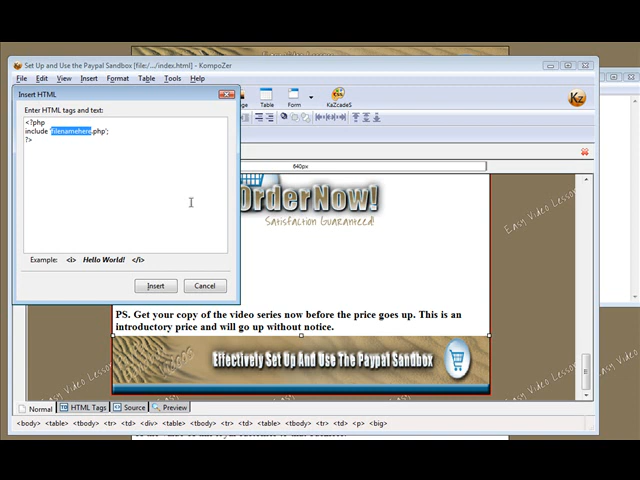 Set Up and Use the Paypal Sandbox [file:/.../index.html] - KompoZer
File Edit View Insert Format Table Tools Help
Insert HTML
Enter HTML tags and text:
<?php
include 'filenamehere.php';
?>
Example: <i> Hello World! </i>
Insert Cancel
Table Form KaZcadeS
Kz
640px
Order Now!
Satisfaction Guaranteed!
Easy Video Lesson
PS. Get your copy of the video series now before the price goes up. This is an
introductory price and will go up without notice.
Effectively Set Up And Use The Paypal Sandbox
Easy Video Lesso
Normal HTML Tags Source Preview
<body> <table> <tbody> <tr> <td> <div> <table> <tbody> <tr> <td> <table> <tbody> <tr> <td> <p> <big>